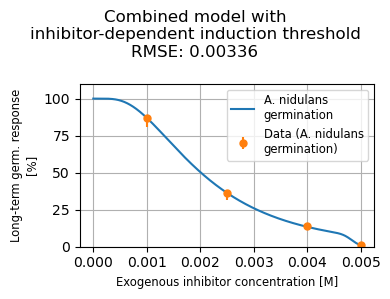 Combined model with
inhibitor-dependent induction threshold
RMSE: 0.00336
Long-term germ. response
[%]
100
75
50
25
0
A. nidulans
germination
Data (A. nidulans
germination)
0.000
0.001
0.002
0.003
0.004
0.005
Exogenous inhibitor concentration [M]